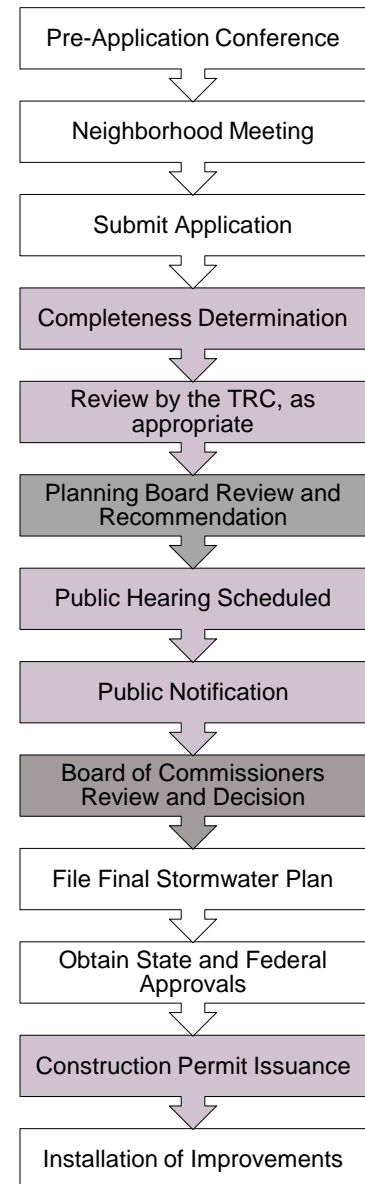 Pre-Application Conference
Neighborhood Meeting
Submit Application
Completeness Determination
Review by the TRC, as
appropriate
Planning Board Review and
Recommendation
Public Hearing Scheduled
Public Notification
Board of Commissioners
Review and Decision
File Final Stormwater Plan
Obtain State and Federal
Approvals
Construction Permit Issuance
Installation of Improvements